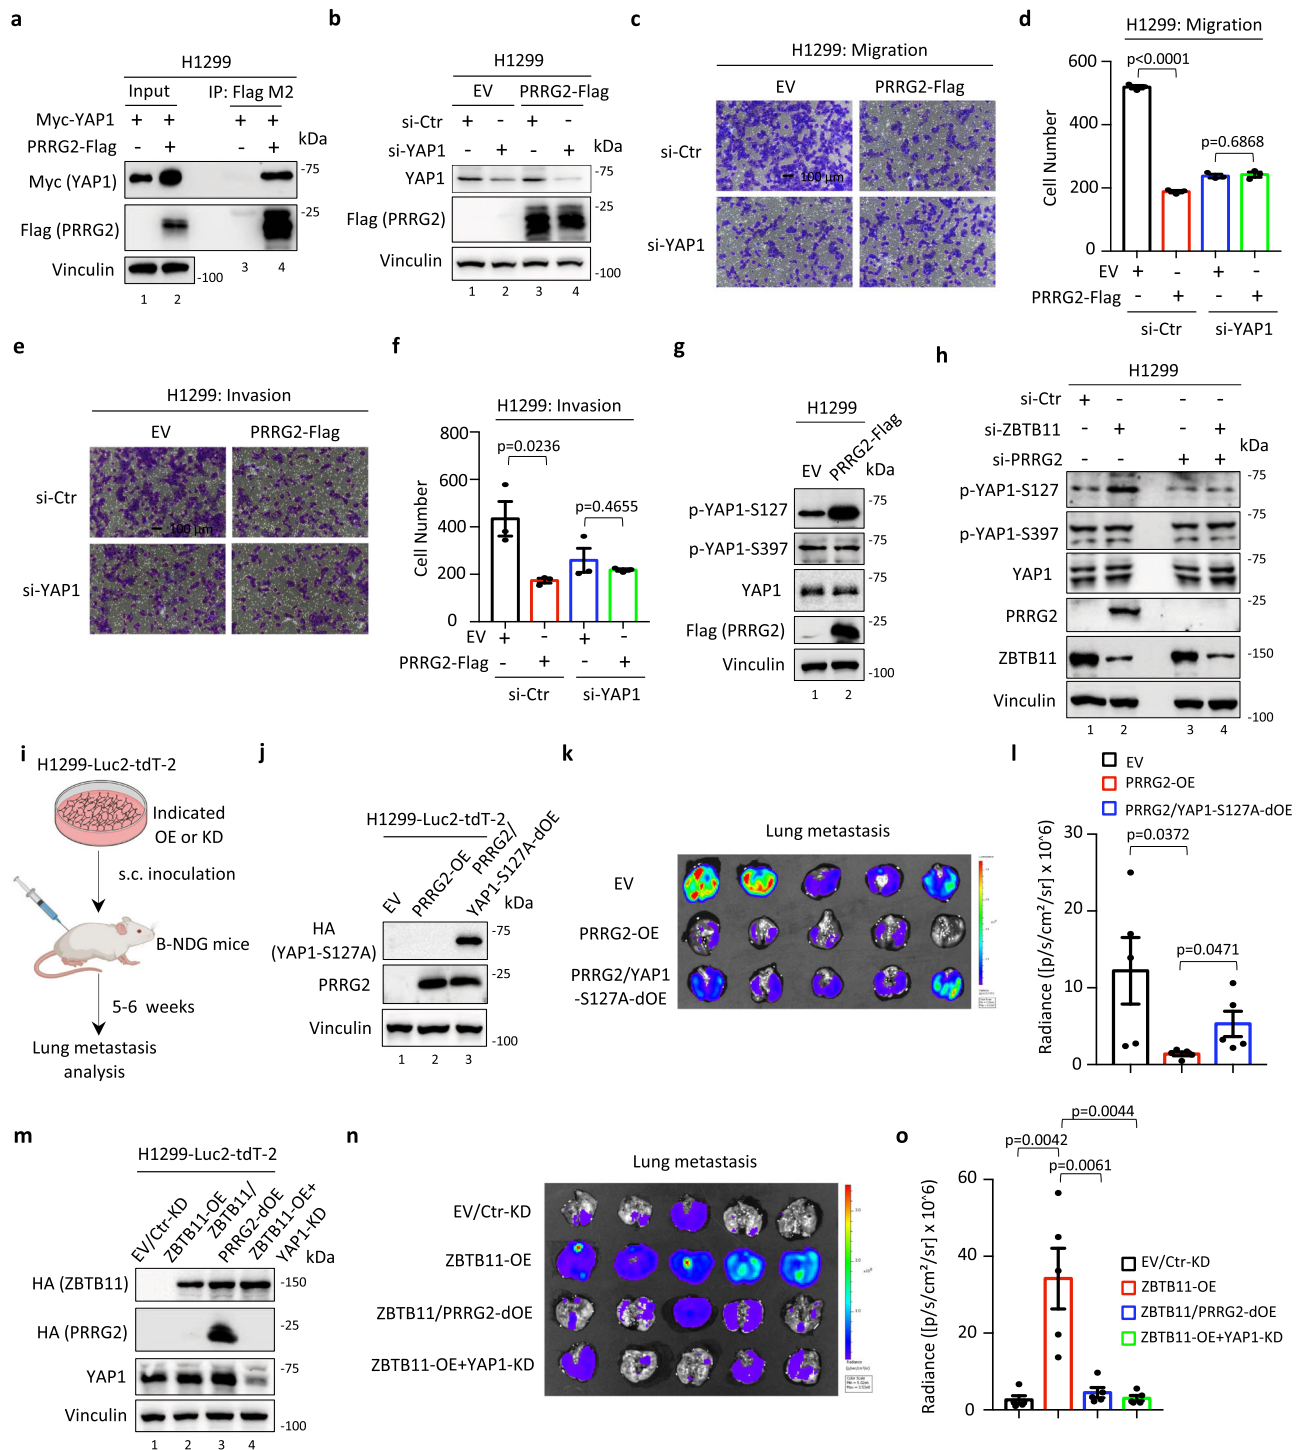 a
H1299
Input IP: Flag M2
Myc-YAP1 + + + +
PRRG2-Flag - + - + kDa
Myc (YAP1) -75
Flag (PRRG2) -25
Vinculin -100
1 2 3 4
b
H1299
EV PRRG2-Flag
si-Ctr + - + -
si-YAP1 - + - + kDa
YAP1 -75
Flag (PRRG2) -25
Vinculin -100
1 2 3 4
c
H1299: Migration
EV PRRG2-Flag
si-Ctr
100 µm
si-YAP1
d
H1299: Migration
p<0.0001
p=0.6868
Cell Number
600
400
200
0
EV + - + -
PRRG2-Flag - + - +
si-Ctr si-YAP1
e
H1299: Invasion
EV PRRG2-Flag
si-Ctr
100 µm
si-YAP1
f
H1299: Invasion
p=0.0236
p=0.4655
Cell Number
800
600
400
200
0
EV + - + -
PRRG2-Flag - + - +
si-Ctr si-YAP1
g
H1299
EV PRRG2-Flag kDa
p-YAP1-S127 -75
p-YAP1-S397 -75
YAP1 -75
Flag (PRRG2) -25
Vinculin -100
1 2
h
H1299
si-Ctr + - - -
si-ZBTB11 - + - +
si-PRRG2 - - + + kDa
p-YAP1-S127 -75
p-YAP1-S397 -75
YAP1 -75
PRRG2 -25
ZBTB11 -150
Vinculin -100
1 2 3 4
i
H1299-Luc2-tdT-2
Indicated
OE or KD
s.c. inoculation
B-NDG mice
5-6 weeks
Lung metastasis
analysis
j
H1299-Luc2-tdT-2
EV PRRG2-OE PRRG2/
YAP1-S127A-dOE
kDa
HA
(YAP1-S127A) -75
PRRG2 -25
Vinculin -100
1 2 3
k
Lung metastasis
EV
PRRG2-OE
PRRG2/YAP1
-S127A-dOE
l
EV
PRRG2-OE
PRRG2/YAP1-S127A-dOE
p=0.0372
p=0.0471
Radiance ([p/s/cm²/sr] x 10^6)
30
20
10
0
m
H1299-Luc2-tdT-2
EV/Ctr-KD
ZBTB11-OE
ZBTB11/
PRRG2-dOE
ZBTB11-OE+
YAP1-KD
kDa
HA (ZBTB11) -150
HA (PRRG2) -25
YAP1 -75
Vinculin -100
1 2 3 4
n
Lung metastasis
EV/Ctr-KD
ZBTB11-OE
ZBTB11/PRRG2-dOE
ZBTB11-OE+YAP1-KD
Radiance
o
p=0.0044
p=0.0042
p=0.0061
Radiance ([p/s/cm²/sr] x 10^6)
60
40
20
0
EV/Ctr-KD
ZBTB11-OE
ZBTB11/PRRG2-dOE
ZBTB11-OE+YAP1-KD